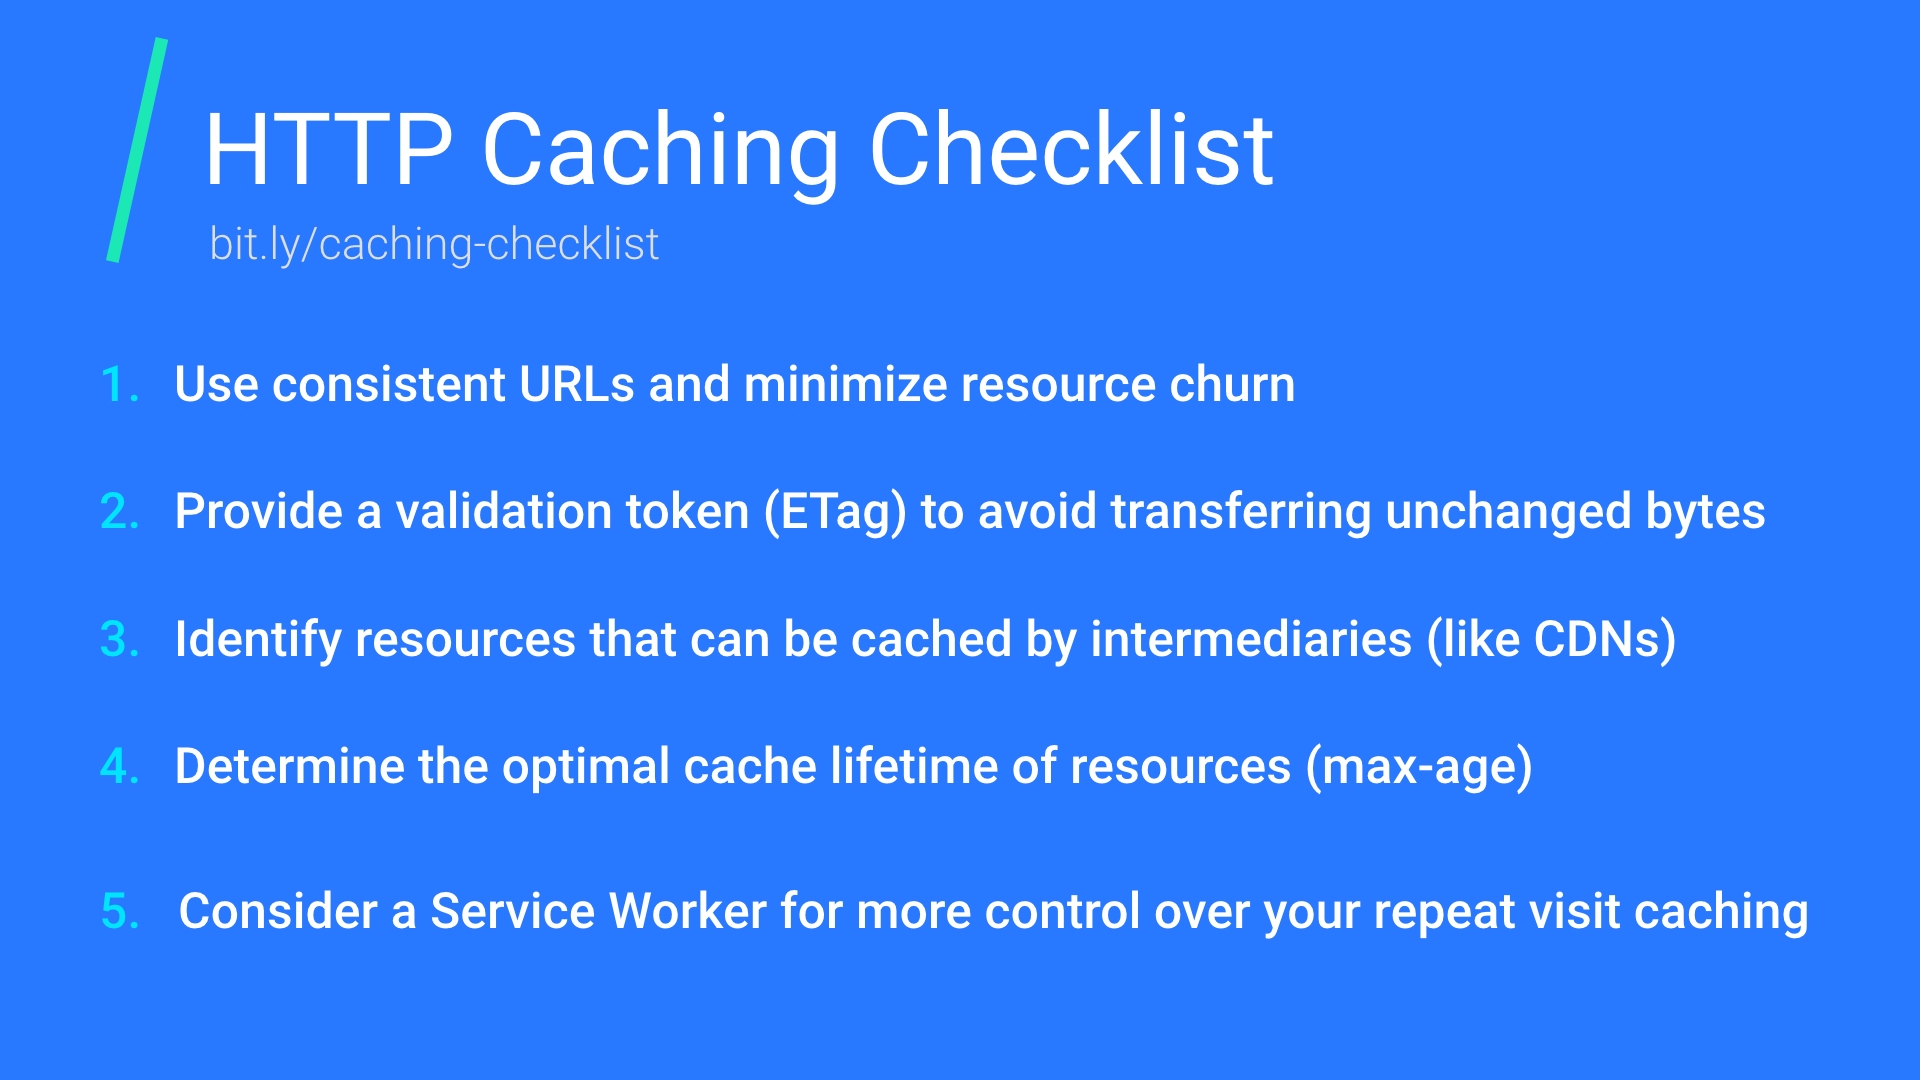 HTTP Caching Checklist
bit.ly/caching-checklist
1. Use consistent URLs and minimize resource churn
2. Provide a validation token (ETag) to avoid transferring unchanged bytes
3. Identify resources that can be cached by intermediaries (like CDNs)
4. Determine the optimal cache lifetime of resources (max-age)
5. Consider a Service Worker for more control over your repeat visit caching